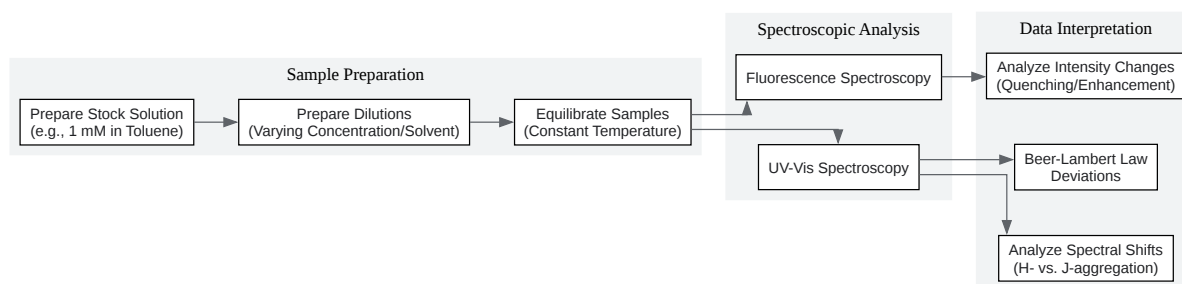 Sample Preparation
Prepare Stock Solution
(e.g., 1 mM in Toluene)
Prepare Dilutions
(Varying Concentration/Solvent)
Equilibrate Samples
(Constant Temperature)
Spectroscopic Analysis
Fluorescence Spectroscopy
UV-Vis Spectroscopy
Data Interpretation
Analyze Intensity Changes
(Quenching/Enhancement)
Beer-Lambert Law
Deviations
Analyze Spectral Shifts
(H- vs. J-aggregation)